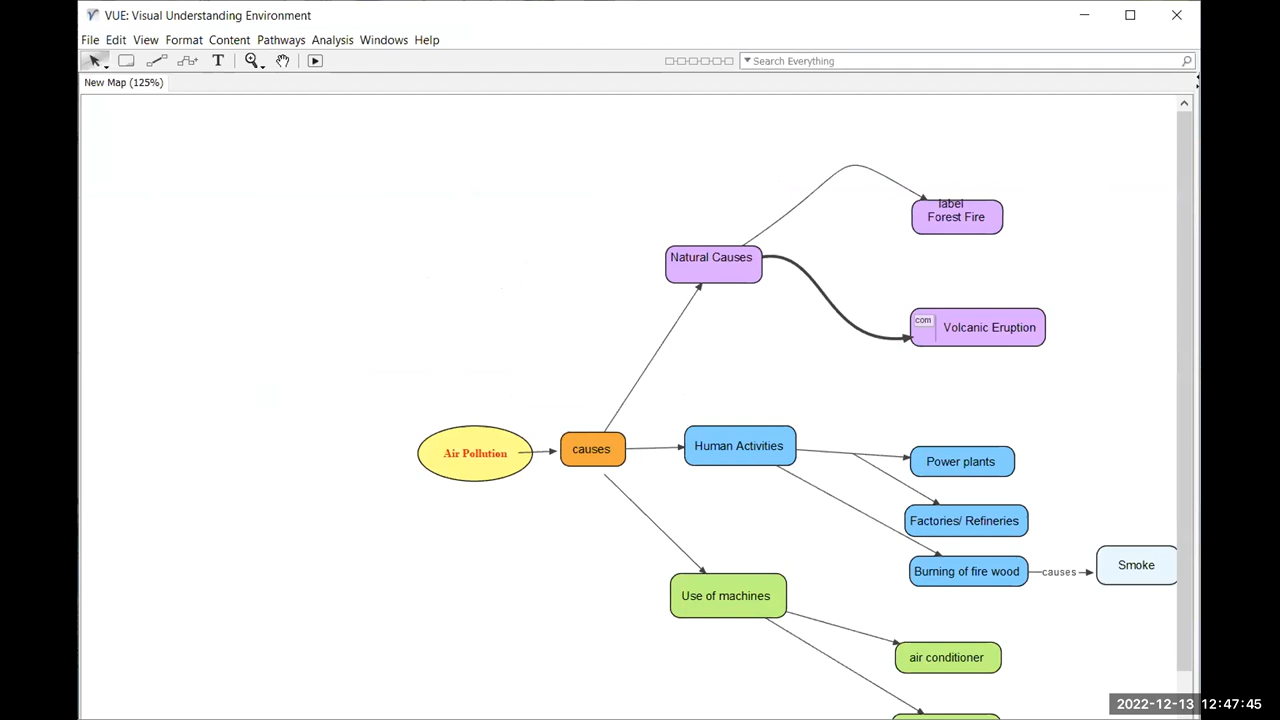 VUE: Visual Understanding Environment
File Edit View Format Content Pathways Analysis Windows Help
T
Search Everything
New Map (125%)
label
Forest Fire
Natural Causes
com
Volcanic Eruption
Air Pollution
causes
Human Activities
Power plants
Factories/ Refineries
Burning of fire wood
causes
Smoke
Use of machines
air conditioner
2022-12-13 12:47:45